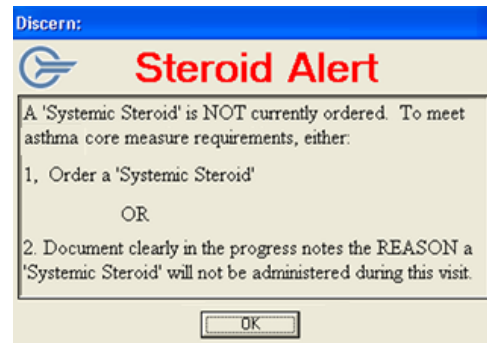 Discern:
Steroid Alert
A 'Systemic Steroid' is NOT currently ordered. To meet
asthma core measure requirements, either:
1, Order a 'Systemic Steroid'
OR
2. Document clearly in the progress notes the REASON a
'Systemic Steroid' will not be administered during this visit.
OK